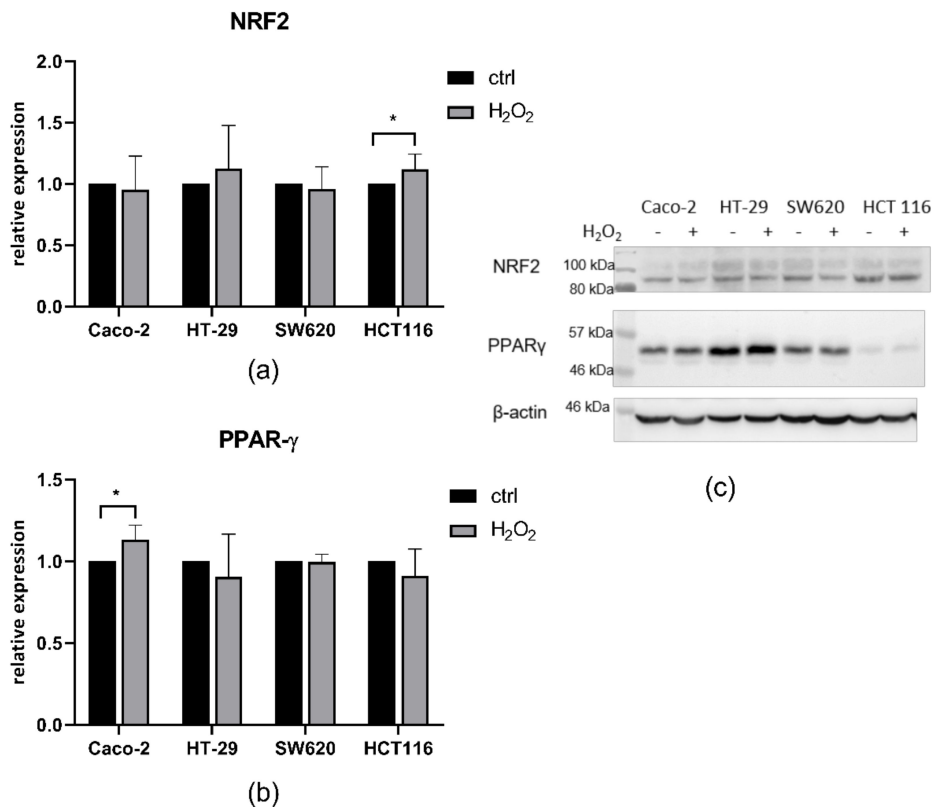 NRF2
relative expression
2.0
1.5
1.0
0.5
0.0
ctrl
H₂O₂
*
Caco-2 HT-29 SW620 HCT116
(a)
PPAR-γ
relative expression
1.5
1.0
0.5
0.0
ctrl
H₂O₂
*
Caco-2 HT-29 SW620 HCT116
(b)
Caco-2 HT-29 SW620 HCT 116
H₂O₂ - + - + - + - +
NRF2
100 kDa
80 kDa
PPARγ
57 kDa
46 kDa
β-actin
46 kDa
(c)